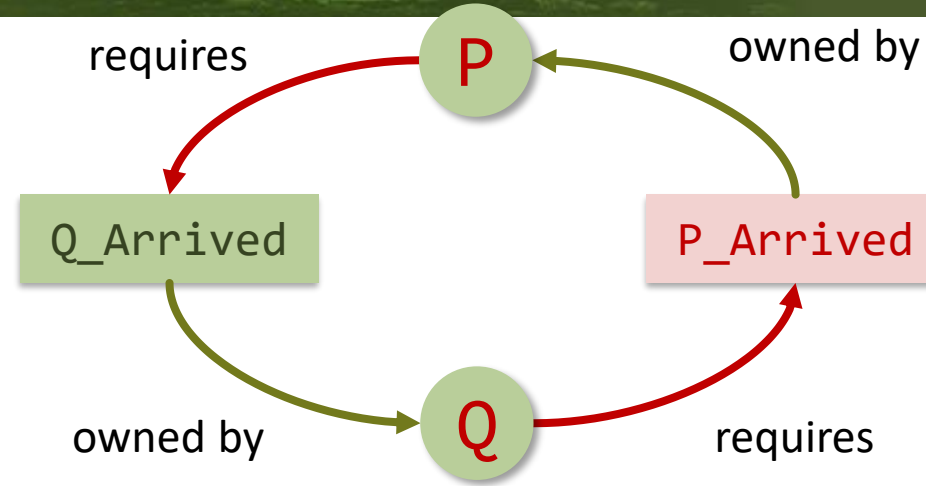 requires
P
owned by
Q_Arrived
P_Arrived
owned by
Q
requires